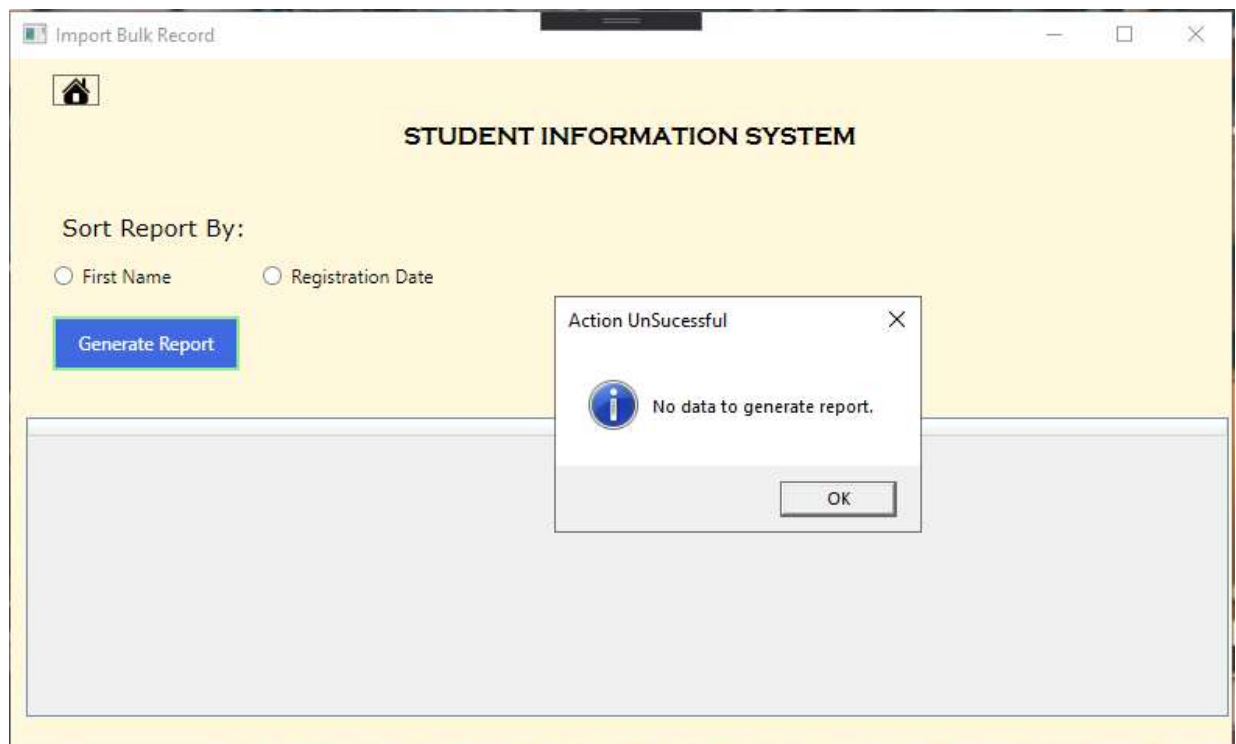 Import Bulk Record
STUDENT INFORMATION SYSTEM
Sort Report By:
First Name
Registration Date
Generate Report
Action UnSucessful
No data to generate report.
OK